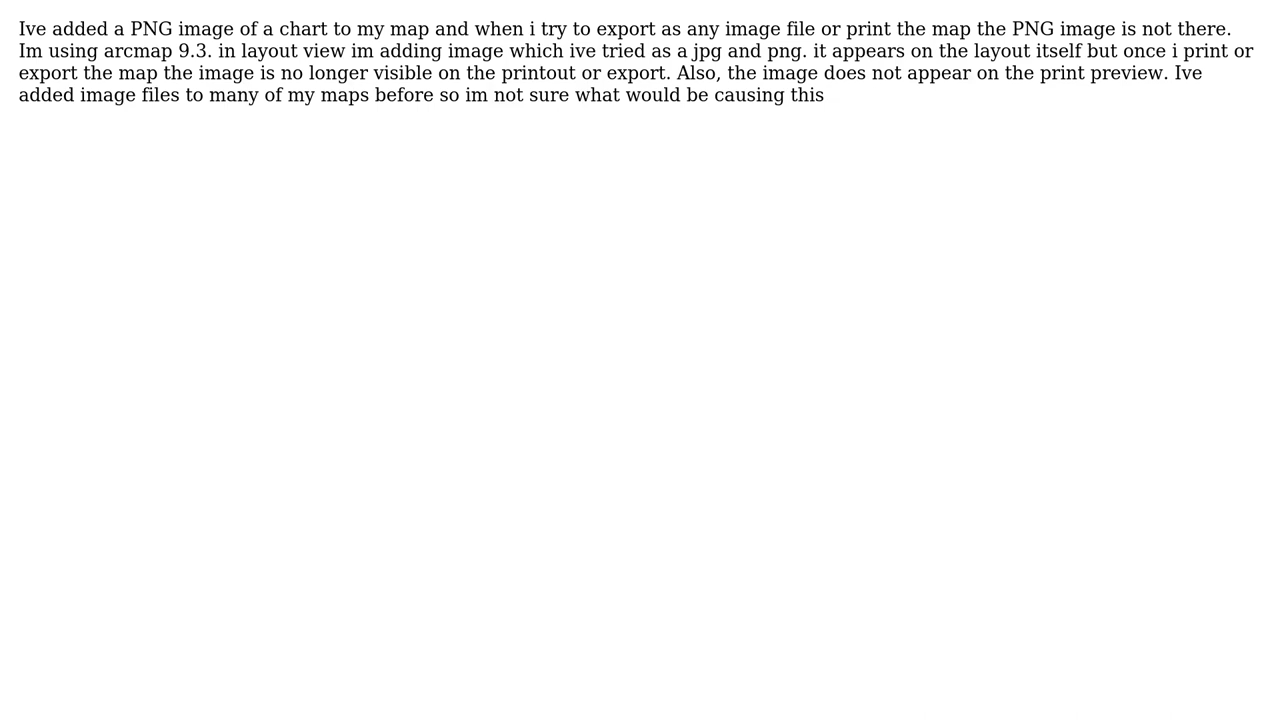 Ive added a PNG image of a chart to my map and when i try to export as any image file or print the map the PNG image is not there.
Im using arcmap 9.3. in layout view im adding image which ive tried as a jpg and png. it appears on the layout itself but once i print or
export the map the image is no longer visible on the printout or export. Also, the image does not appear on the print preview. Ive
added image files to many of my maps before so im not sure what would be causing this